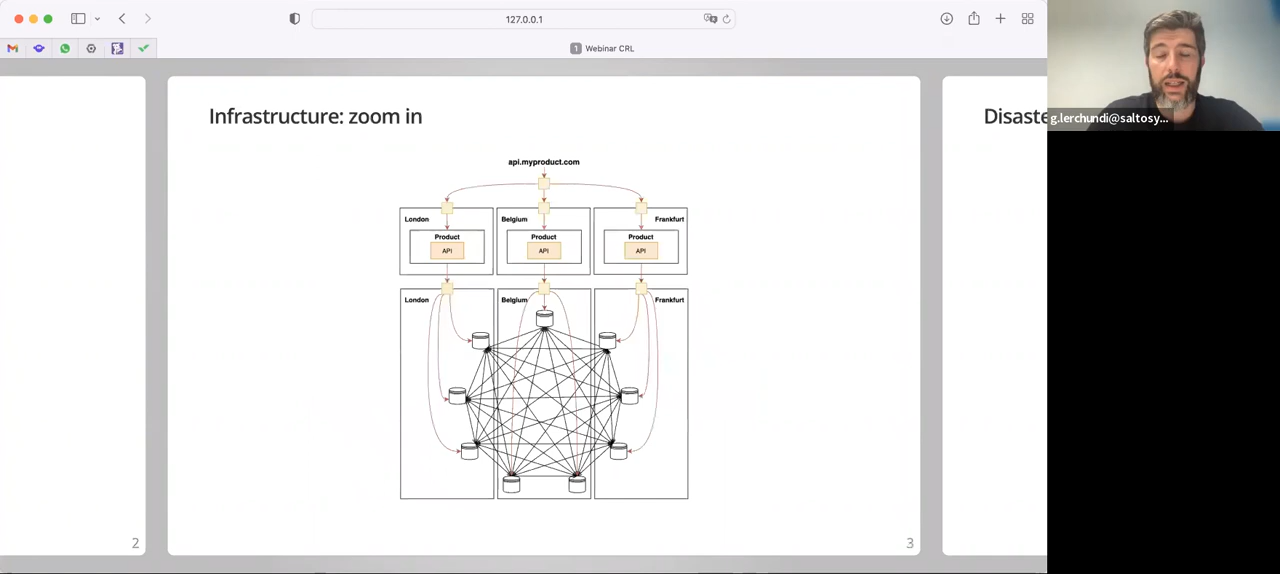 127.0.0.1
1 Webinar CRL
Infrastructure: zoom in
api.myproduct.com
London
Belgium
Frankfurt
Product
Product
Product
API
API
API
London
Belgium
Frankfurt
2
3
Disaste
g.lerchundi@saltosy...